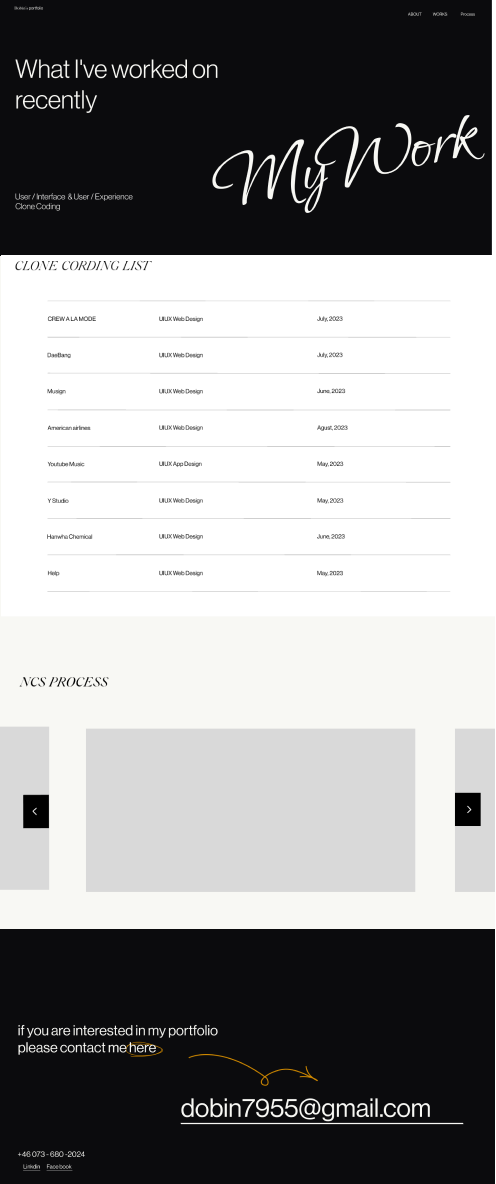 Dobin's portfolio
ABOUT WORKS Process
What I've worked on
recently
My Work
User / Interface & User / Experience
Clone Coding
CLONE CORDING LIST
CREW A LA MODE UIUX Web Design July, 2023
DaeBang UIUX Web Design July, 2023
Musign UIUX Web Design June, 2023
American airlines UIUX Web Design Agust, 2023
Youtube Music UIUX App Design May, 2023
Y Studio UIUX Web Design May, 2023
Hanwha Chemical UIUX Web Design June, 2023
Help UIUX Web Design May, 2023
NCS PROCESS
if you are interested in my portfolio
please contact me here
dobin7955@gmail.com
+46 073 - 680 -2024
Linkdin Face book